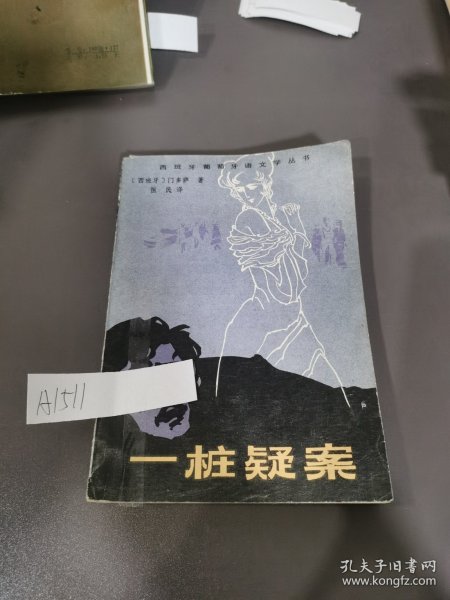 西班牙葡萄牙语文学丛书
〔西班牙〕门多萨 著
张民 译
A1511
一桩疑案
孔夫子旧书网
www.kongfz.com